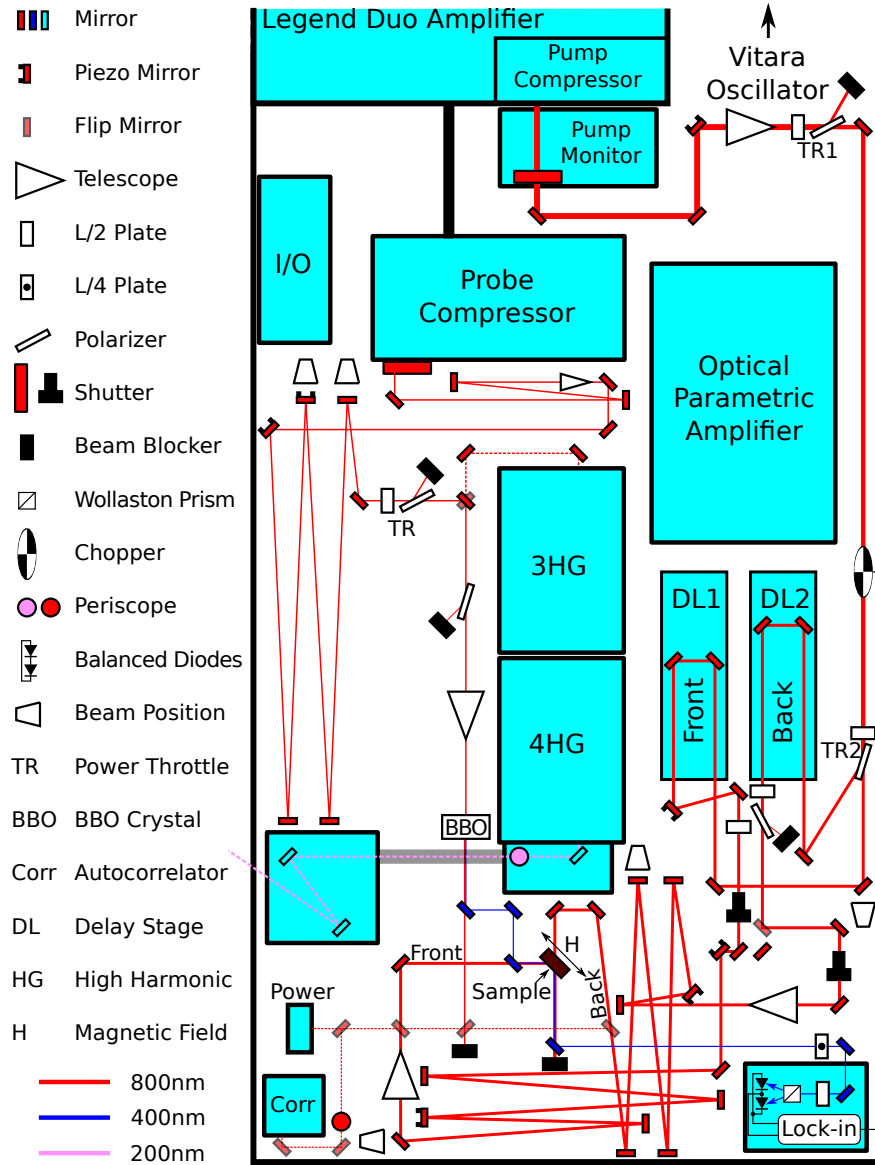 Mirror
Piezo Mirror
Flip Mirror
Telescope
L/2 Plate
L/4 Plate
Polarizer
Shutter
Beam Blocker
Wollaston Prism
Chopper
Periscope
Balanced Diodes
Beam Position
TR Power Throttle
BBO BBO Crystal
Corr Autocorrelator
DL Delay Stage
HG High Harmonic
H Magnetic Field
800nm
400nm
200nm
Legend Duo Amplifier
Pump
Compressor
Pump
Monitor
Vitara
Oscillator
TR1
I/O
Probe
Compressor
Optical
Parametric
Amplifier
TR
3HG
4HG
DL1
Front
DL2
Back
TR2
BBO
Front
H
Sample
Back
Power
Corr
Lock-in